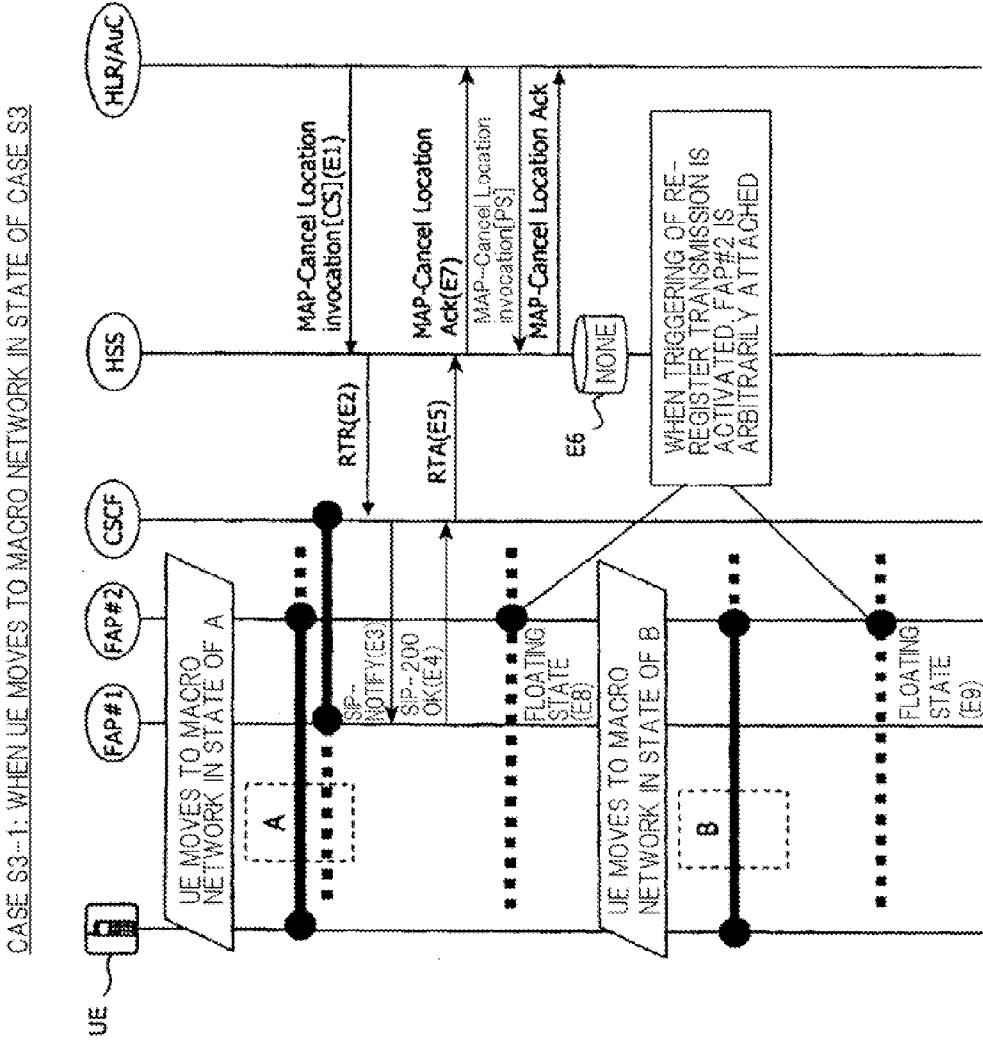 CASE S3-1: WHEN UE MOVES TO MACRO NETWORK IN STATE OF CASE S3
UE
FAP#1
FAP#2
CSCF
HSS
HLR/AuC
UE MOVES TO MACRO
NETWORK IN STATE OF A
A
MAP-Cancel Location
invocation[CS](E1)
RTR(E2)
SIP-
NOTIFY(E3)
SIP-200
OK(E4)
RTA(E5)
MAP-Cancel Location
Ack(E7)
MAP-Cancel Location
invocation[PS]
MAP-Cancel Location Ack
NONE
E6
FLOATING
STATE
(E8)
WHEN TRIGGERING OF RE-
REGISTER TRANSMISSION IS
ACTIVATED, FAP#2 IS
ARBITRARILY ATTACHED
UE MOVES TO MACRO
NETWORK IN STATE OF B
B
FLOATING
STATE
(E9)